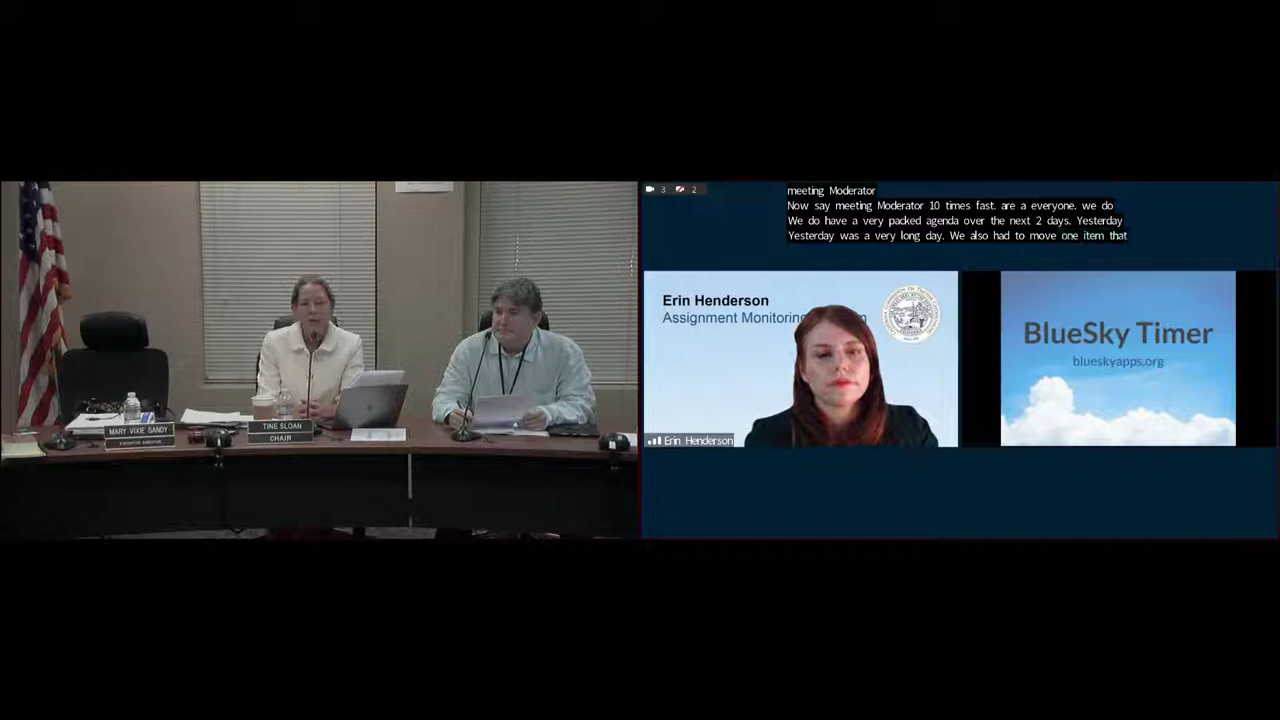 MARY VIXIE SANDY
EXECUTIVE DIRECTOR
TINE SLOAN
CHAIR
3 2
meeting Moderator
Now say meeting Moderator 10 times fast. are a everyone. we do
We do have a very packed agenda over the next 2 days. Yesterday
Yesterday was a very long day. We also had to move one item that
Erin Henderson
Assignment Monitoring
Erin Henderson
BlueSky Timer
blueskyapps.org